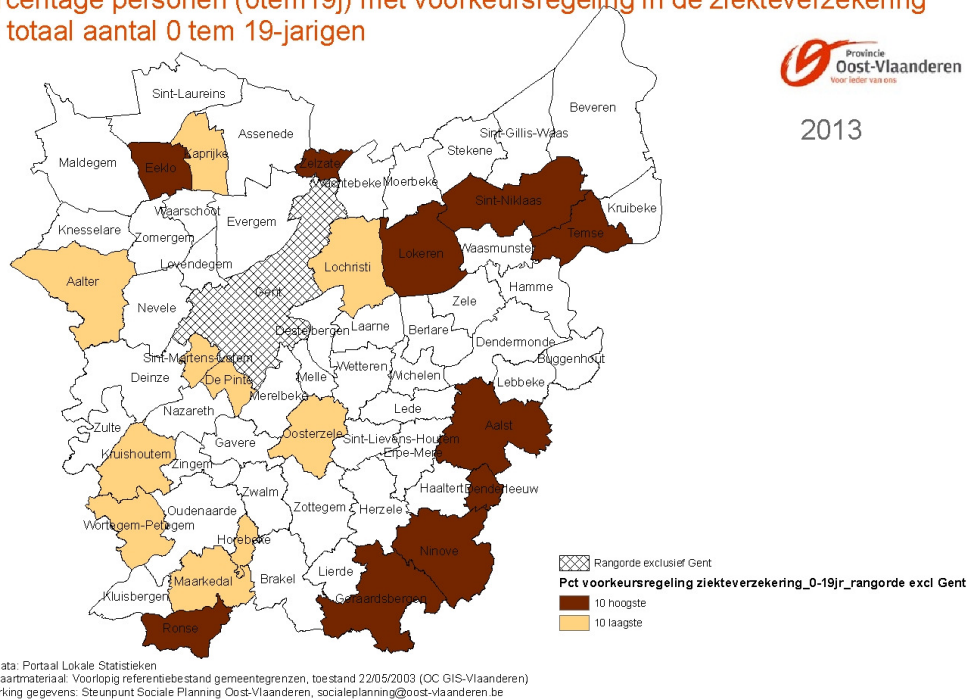 centage personen (0tem19j) met voorkeursregeling in de ziekteverzekering
totaal aantal 0 tem 19-jarigen
Provincie
Oost-Vlaanderen
Voor ieder van ons
2013
Sint-Laureins
Beveren
Assenede
Sint-Gillis-Waas
Stekene
Kaprijke
Maldegem
Eeklo
Zelzate
Wachtebeke
Moerbeke
Sint-Niklaas
Kruibeke
Waarschoot
Evergem
Knesselare
Zomergem
Temse
Waasmunster
Lokeren
Lovendegem
Lochristi
Aalter
Hamme
Gent
Zele
Nevele
Laarne
Destelbergen
Berlare
Dendermonde
Sint-Martens-Latem
Buggenhout
Wetteren
Deinze
De Pinte
Melle
Wichelen
Lebbeke
Merelbeke
Nazareth
Lede
Zulte
Aalst
Oosterzele
Gavere
Sint-Lievens-Houtem
Kruishoutem
Erpe-Mere
Zingem
Haaltert
Denderleeuw
Zwalm
Zottegem
Herzele
Oudenaarde
Wortegem-Petegem
Horebeke
Ninove
Lierde
Maarkedal
Brakel
Kluisbergen
Geraardsbergen
Ronse
Rangorde exclusief Gent
Pct voorkeursregeling ziekteverzekering_0-19jr_rangorde excl Gent
10 hoogste
10 laagste
ata: Portaal Lokale Statistieken
aartmateriaal: Voorlopig referentiebestand gemeentegrenzen, toestand 22/05/2003 (OC GIS-Vlaanderen)
rking gegevens: Steunpunt Sociale Planning Oost-Vlaanderen, socialeplanning@oost-vlaanderen.be